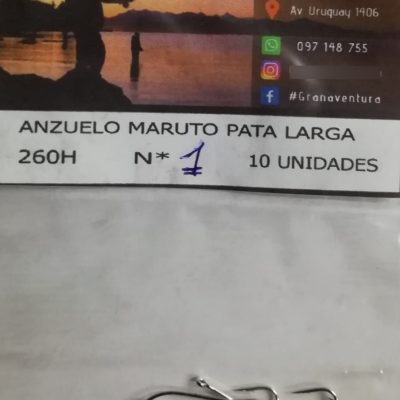 Av. Uruguay 1406
097 148 755
#Granaventura
ANZUELO MARUTO PATA LARGA
260H N* 1 10 UNIDADES